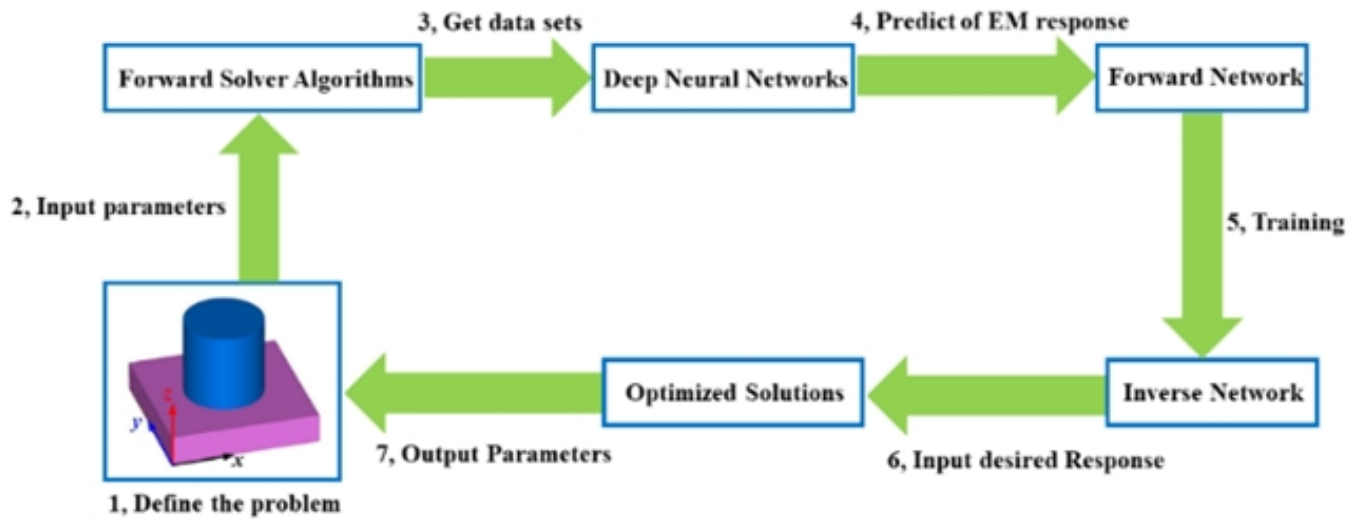 3, Get data sets
4, Predict of EM response
Forward Solver Algorithms
Deep Neural Networks
Forward Network
2, Input parameters
5, Training
z
y
x
Optimized Solutions
Inverse Network
7, Output Parameters
6, Input desired Response
1, Define the problem